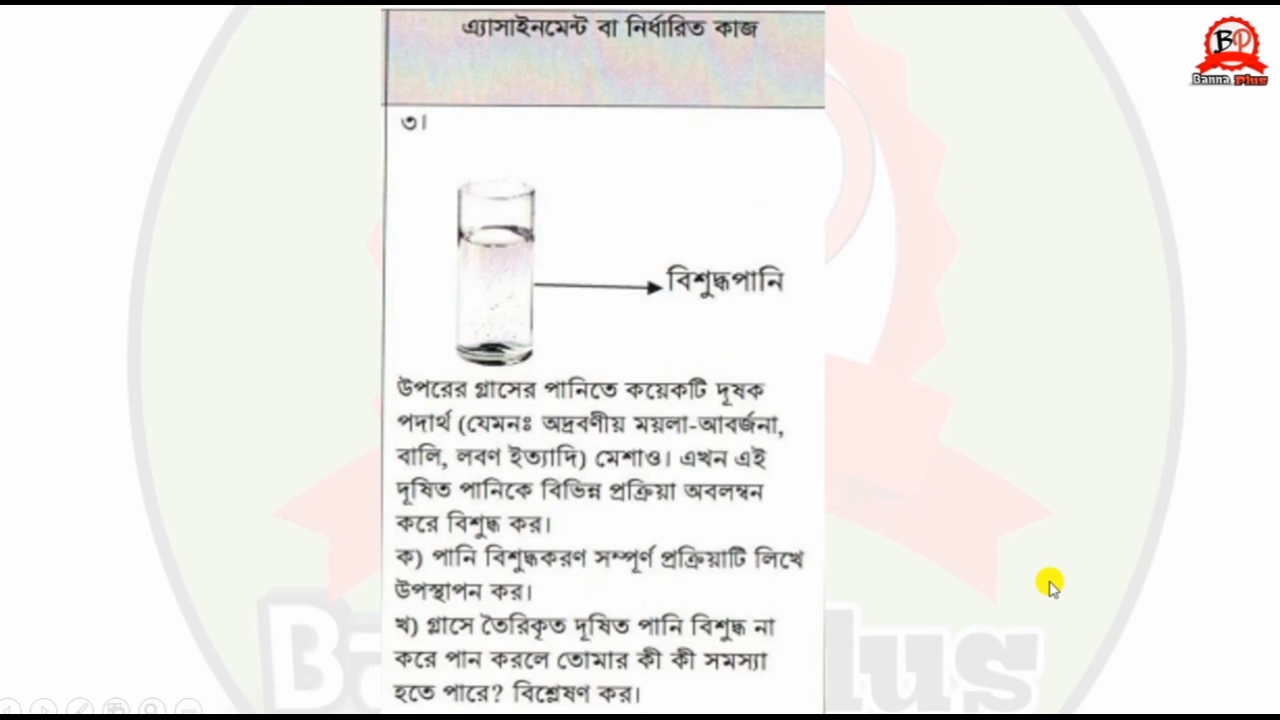 এ্যাসাইনমেন্ট বা নির্ধারিত কাজ
BP
Banna Plus
৩।
বিশুদ্ধপানি
উপরের গ্লাসের পানিতে কয়েকটি দূষক
পদার্থ (যেমনঃ অদ্রবণীয় ময়লা-আবর্জনা,
বালি, লবণ ইত্যাদি) মেশাও। এখন এই
দূষিত পানিকে বিভিন্ন প্রক্রিয়া অবলম্বন
করে বিশুদ্ধ কর।
ক) পানি বিশুদ্ধকরণ সম্পূর্ণ প্রক্রিয়াটি লিখে
উপস্থাপন কর।
খ) গ্লাসে তৈরিকৃত দূষিত পানি বিশুদ্ধ না
করে পান করলে তোমার কী কী সমস্যা
হতে পারে? বিশ্লেষণ কর।